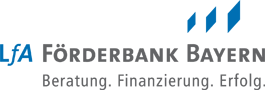 LfA FÖRDERBANK BAYERN
Beratung. Finanzierung. Erfolg.